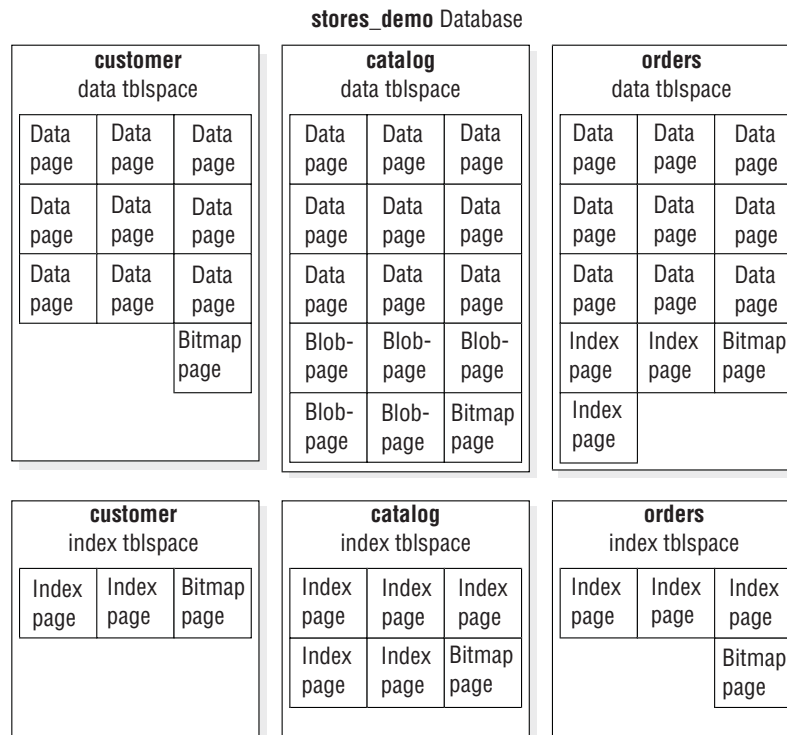 stores_demo Database
customer
data tblspace
Data page Data page Data page
Data page Data page Data page
Data page Data page Data page
Bitmap page
catalog
data tblspace
Data page Data page Data page
Data page Data page Data page
Data page Data page Data page
Blob- page Blob- page Blob- page
Blob- page Blob- page Bitmap page
orders
data tblspace
Data page Data page Data page
Data page Data page Data page
Data page Data page Data page
Index page Index page Bitmap page
Index page
customer
index tblspace
Index page Index page Bitmap page
catalog
index tblspace
Index page Index page Index page
Index page Index page Bitmap page
orders
index tblspace
Index page Index page Index page
Bitmap page